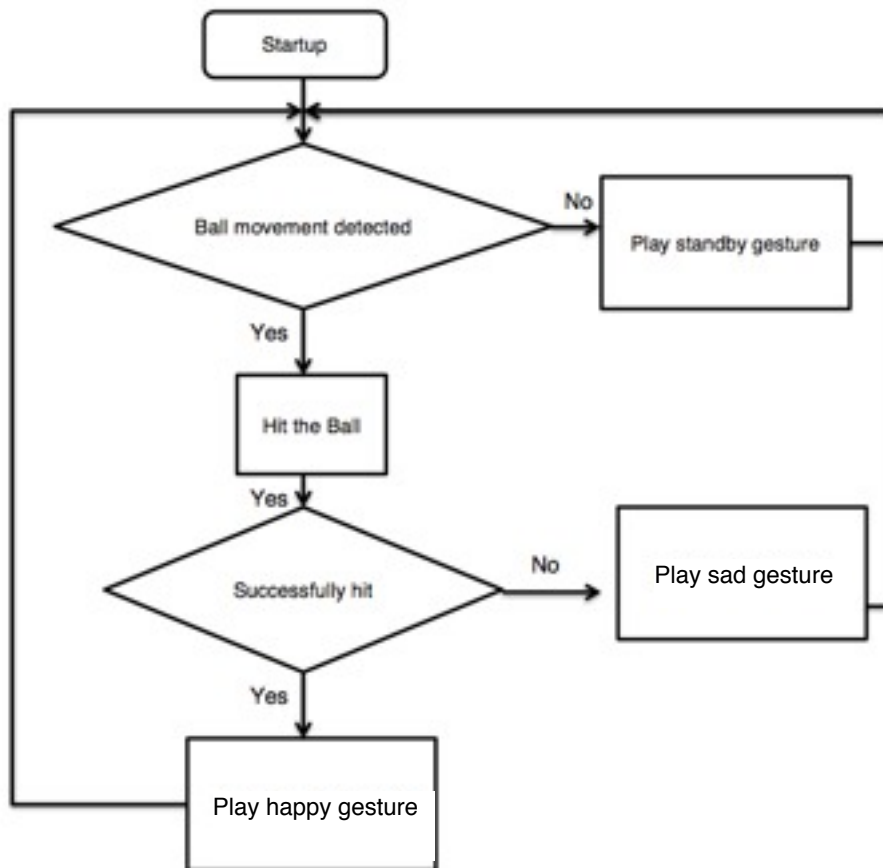 Startup
Ball movement detected
No
Play standby gesture
Yes
Hit the Ball
Yes
Successfully hit
No
Play sad gesture
Yes
Play happy gesture